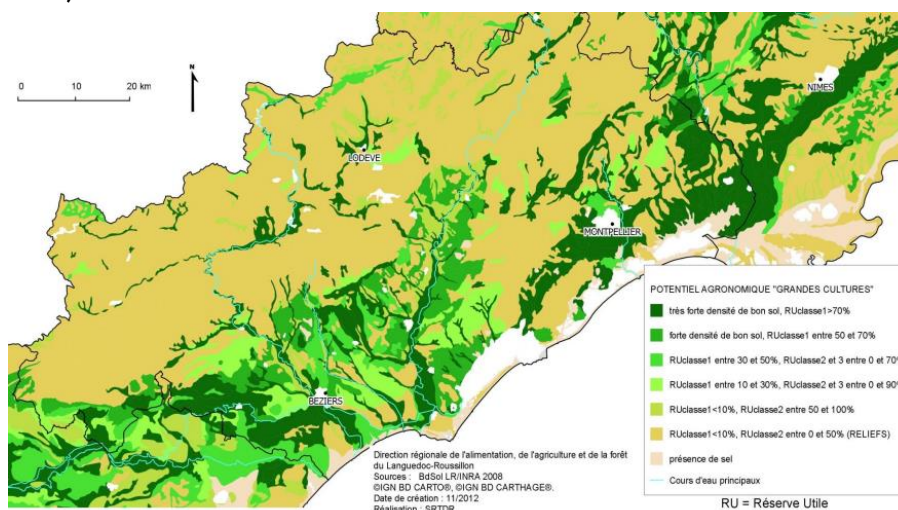 N
0 10 20 km
NIMES
LODEVE
MONTPELLIER
BEZIERS
POTENTIEL AGRONOMIQUE "GRANDES CULTURES"
très forte densité de bon sol, RUclasse1>70%
forte densité de bon sol, RUclasse1 entre 50 et 70%
RUclasse1 entre 30 et 50%, RUclasse2 et 3 entre 0 et 70%
RUclasse1 entre 10 et 30%, RUclasse2 et 3 entre 0 et 90%
RUclasse1<10%, RUclasse2 entre 50 et 100%
RUclasse1<10%, RUclasse2 entre 0 et 50% (RELIEFS)
présence de sel
Cours d'eau principaux
Direction régionale de l'alimentation, de l'agriculture et de la forêt
du Languedoc-Roussillon
Sources : BdSol LR/INRA 2008
©IGN BD CARTO®, ©IGN BD CARTHAGE®.
Date de création : 11/2012
Réalisation : SRTDR
RU = Réserve Utile